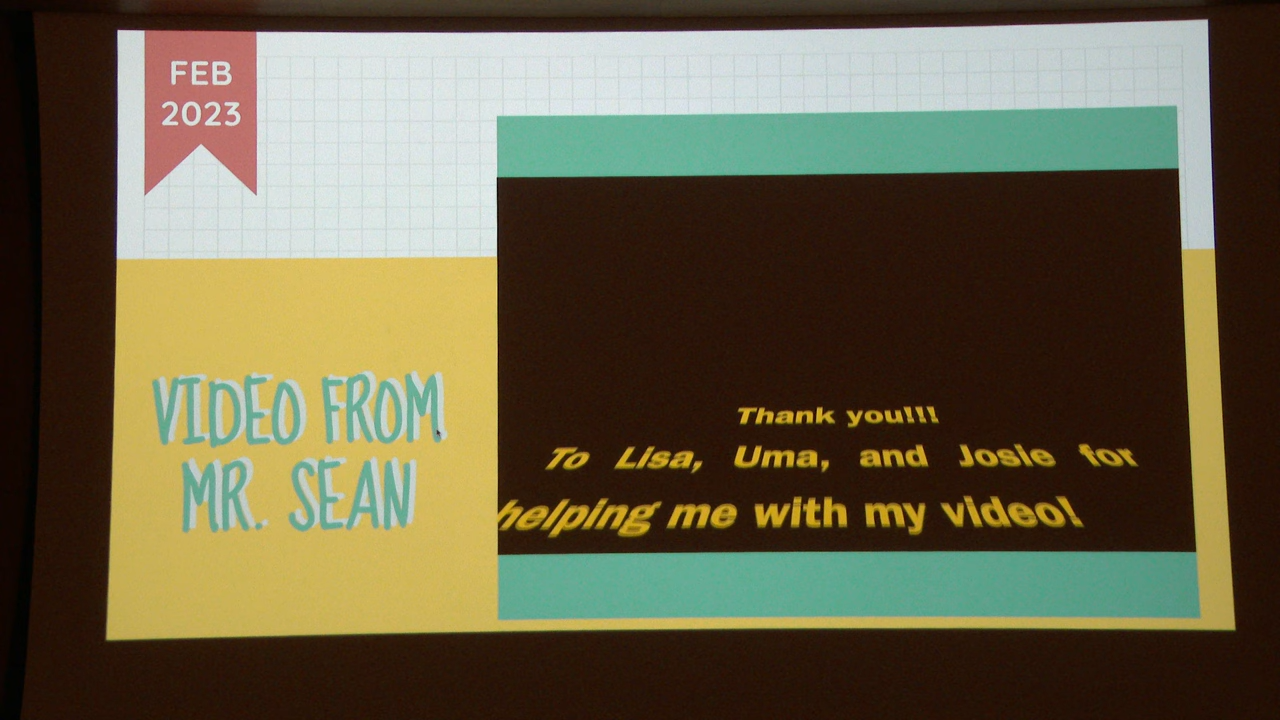 FEB
2023
VIDEO FROM
MR. SEAN
Thank you!!!
To Lisa, Uma, and Josie for
helping me with my video!